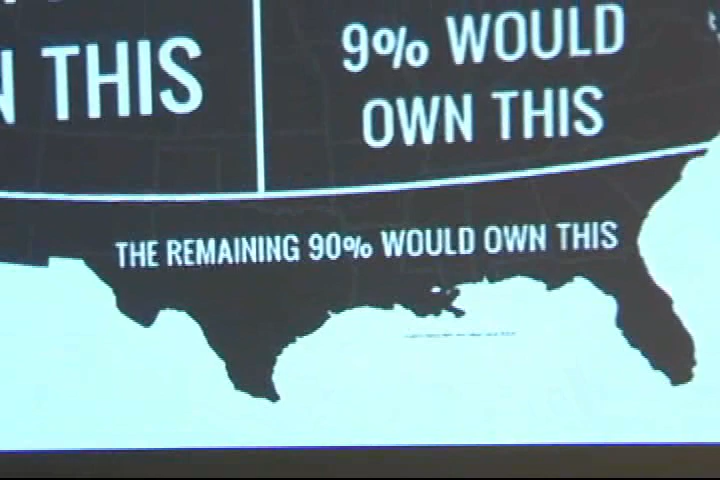 N THIS
9% WOULD
OWN THIS
THE REMAINING 90% WOULD OWN THIS